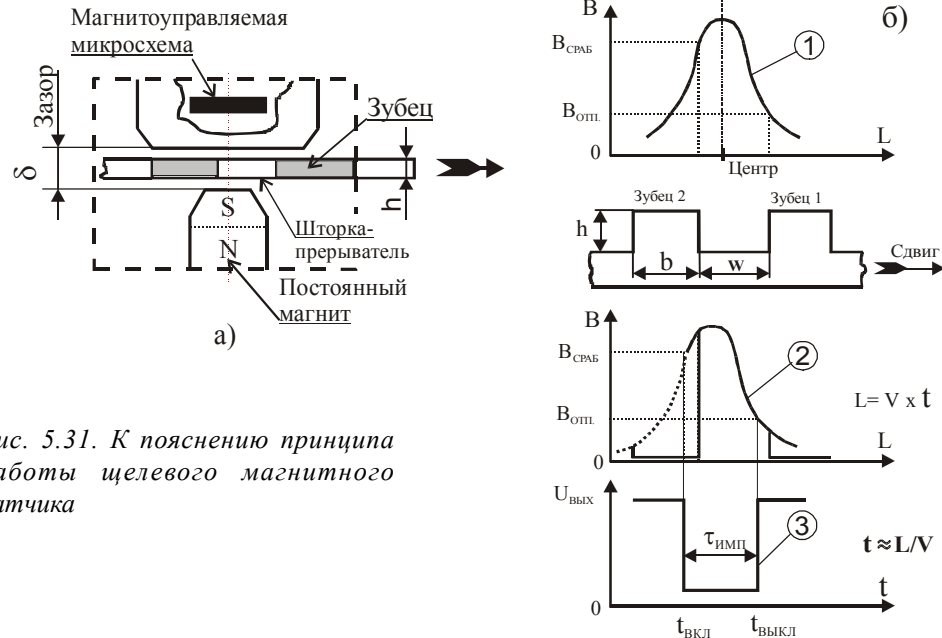 Магнитоуправляемая
микросхема
Зазор
δ
Зубец
h
S
N
Шторка-
прерыватель
Постоянный
магнит
а)
ис. 5.31. К пояснению принципа
аботы щелевого магнитного
атчика
б)
B
BСРАБ
BОТП.
0
1
L
Центр
Зубец 2
Зубец 1
h
b
w
Сдвиг
B
BСРАБ
BОТП.
0
2
L= V x t
L
UВЫХ
τИМП
3
t ≈ L/V
0
t
tВКЛ
tВЫКЛ